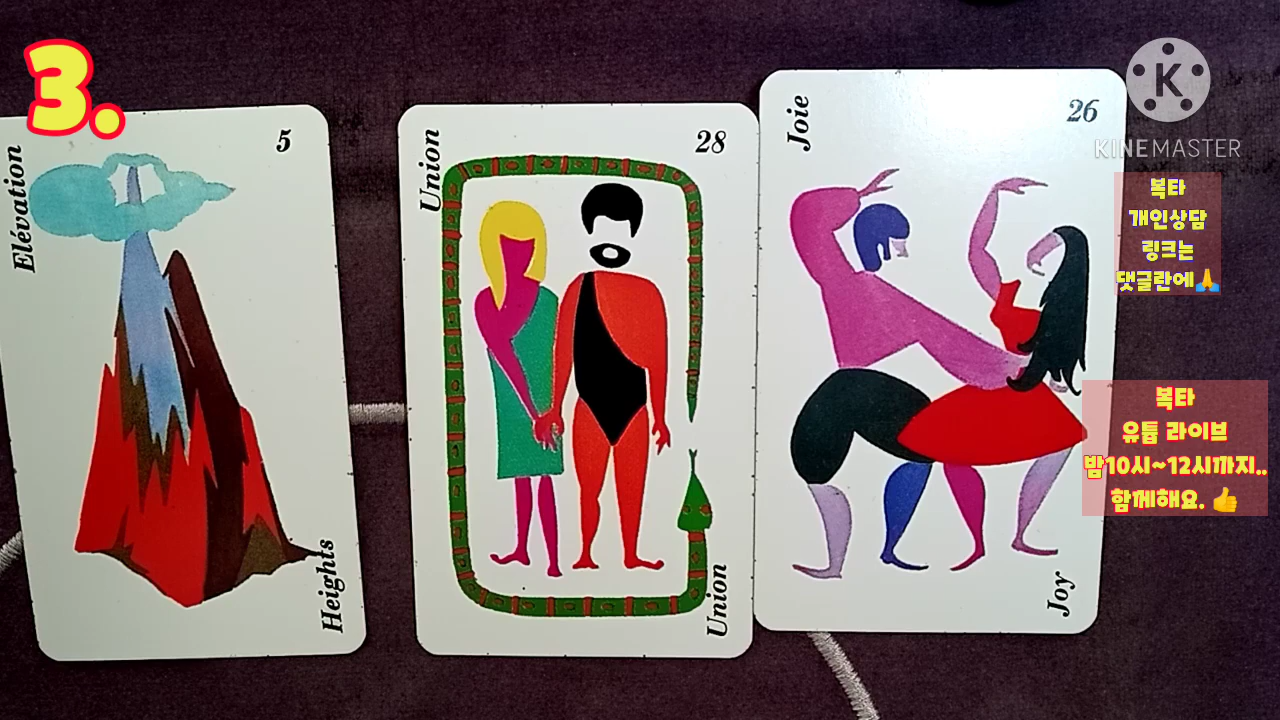 3.
Elévation
5
Heights
Union
28
Union
Joie
26
Joy
K
KINEMASTER
복타
개인상담
링크는
댓글란에🙏
복타
유튭 라이브
밤10시~12시까지..
함께해요. 👍